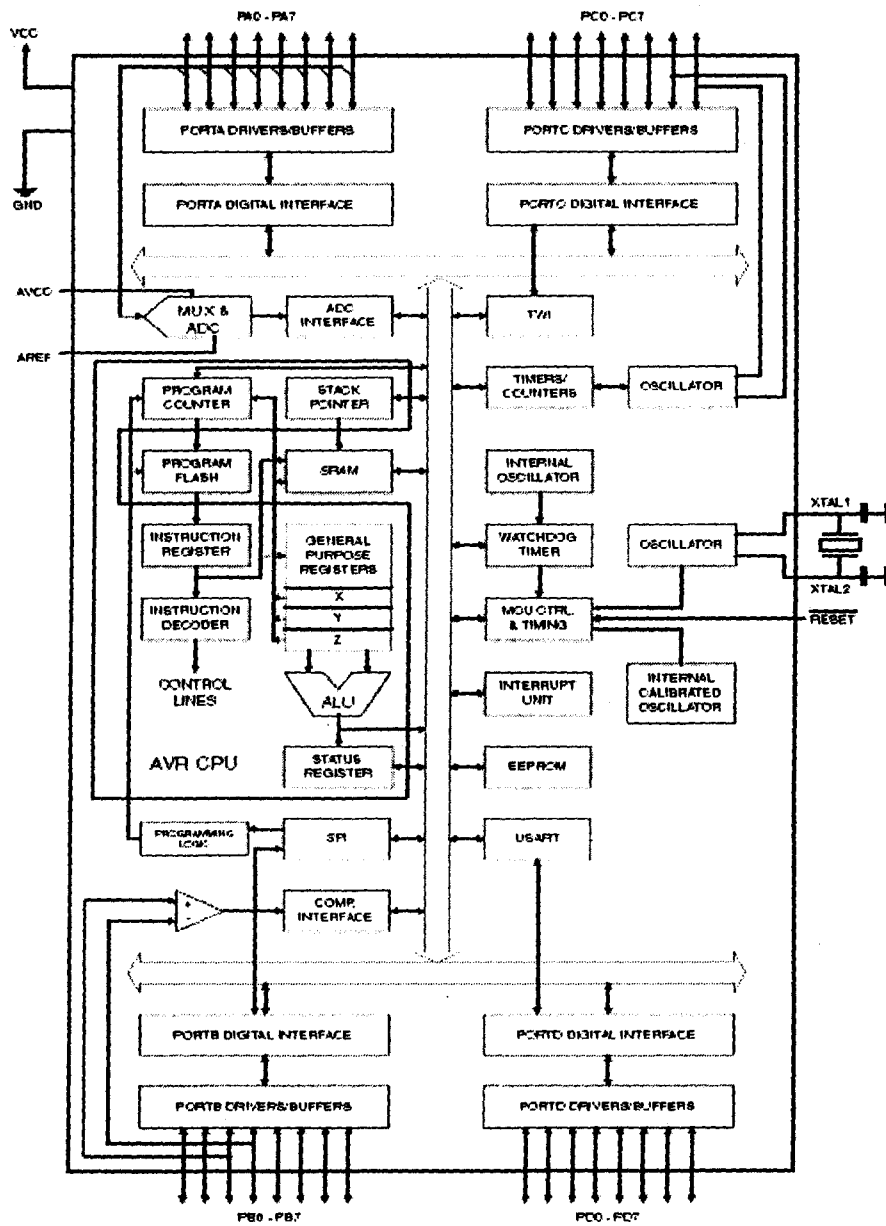 PA0 - PA7
PC0 - PC7
VCC
PORTA DRIVERS/BUFFERS
PORTC DRIVERS/BUFFERS
GND
PORTA DIGITAL INTERFACE
PORTC DIGITAL INTERFACE
AVCC
MUX &
ADC
ADC
INTERFACE
TWI
AREF
PROGRAM
COUNTER
STACK
POINTER
TIMERS/
COUNTERS
OSCILLATOR
PROGRAM
FLASH
SRAM
INTERNAL
OSCILLATOR
XTAL1
INSTRUCTION
REGISTER
GENERAL
PURPOSE
REGISTERS
WATCHDOG
TIMER
OSCILLATOR
XTAL2
X
INSTRUCTION
DECODER
Y
MCU CTRL.
& TIMING
RESET
Z
CONTROL
LINES
ALU
INTERRUPT
UNIT
INTERNAL
CALIBRATED
OSCILLATOR
AVR CPU
STATUS
REGISTER
EEPROM
PROGRAMMING
LOGIC
SPI
USART
+
-
COMP.
INTERFACE
PORTB DIGITAL INTERFACE
PORTD DIGITAL INTERFACE
PORTB DRIVERS/BUFFERS
PORTD DRIVERS/BUFFERS
PB0 - PB7
PD0 - PD7